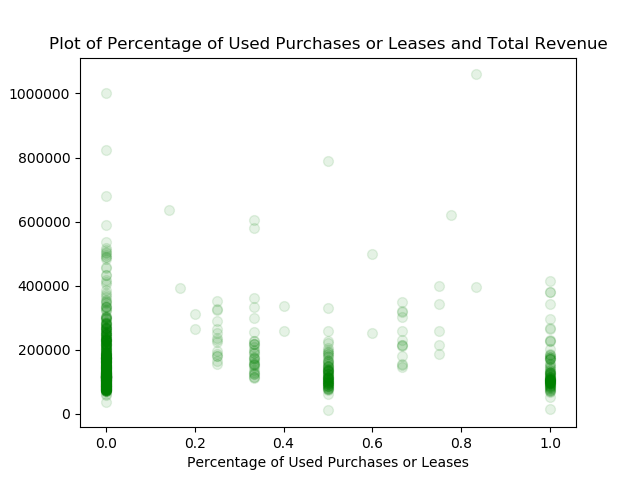 Plot of Percentage of Used Purchases or Leases and Total Revenue
1000000
800000
600000
400000
200000
0
0.0 0.2 0.4 0.6 0.8 1.0
Percentage of Used Purchases or Leases